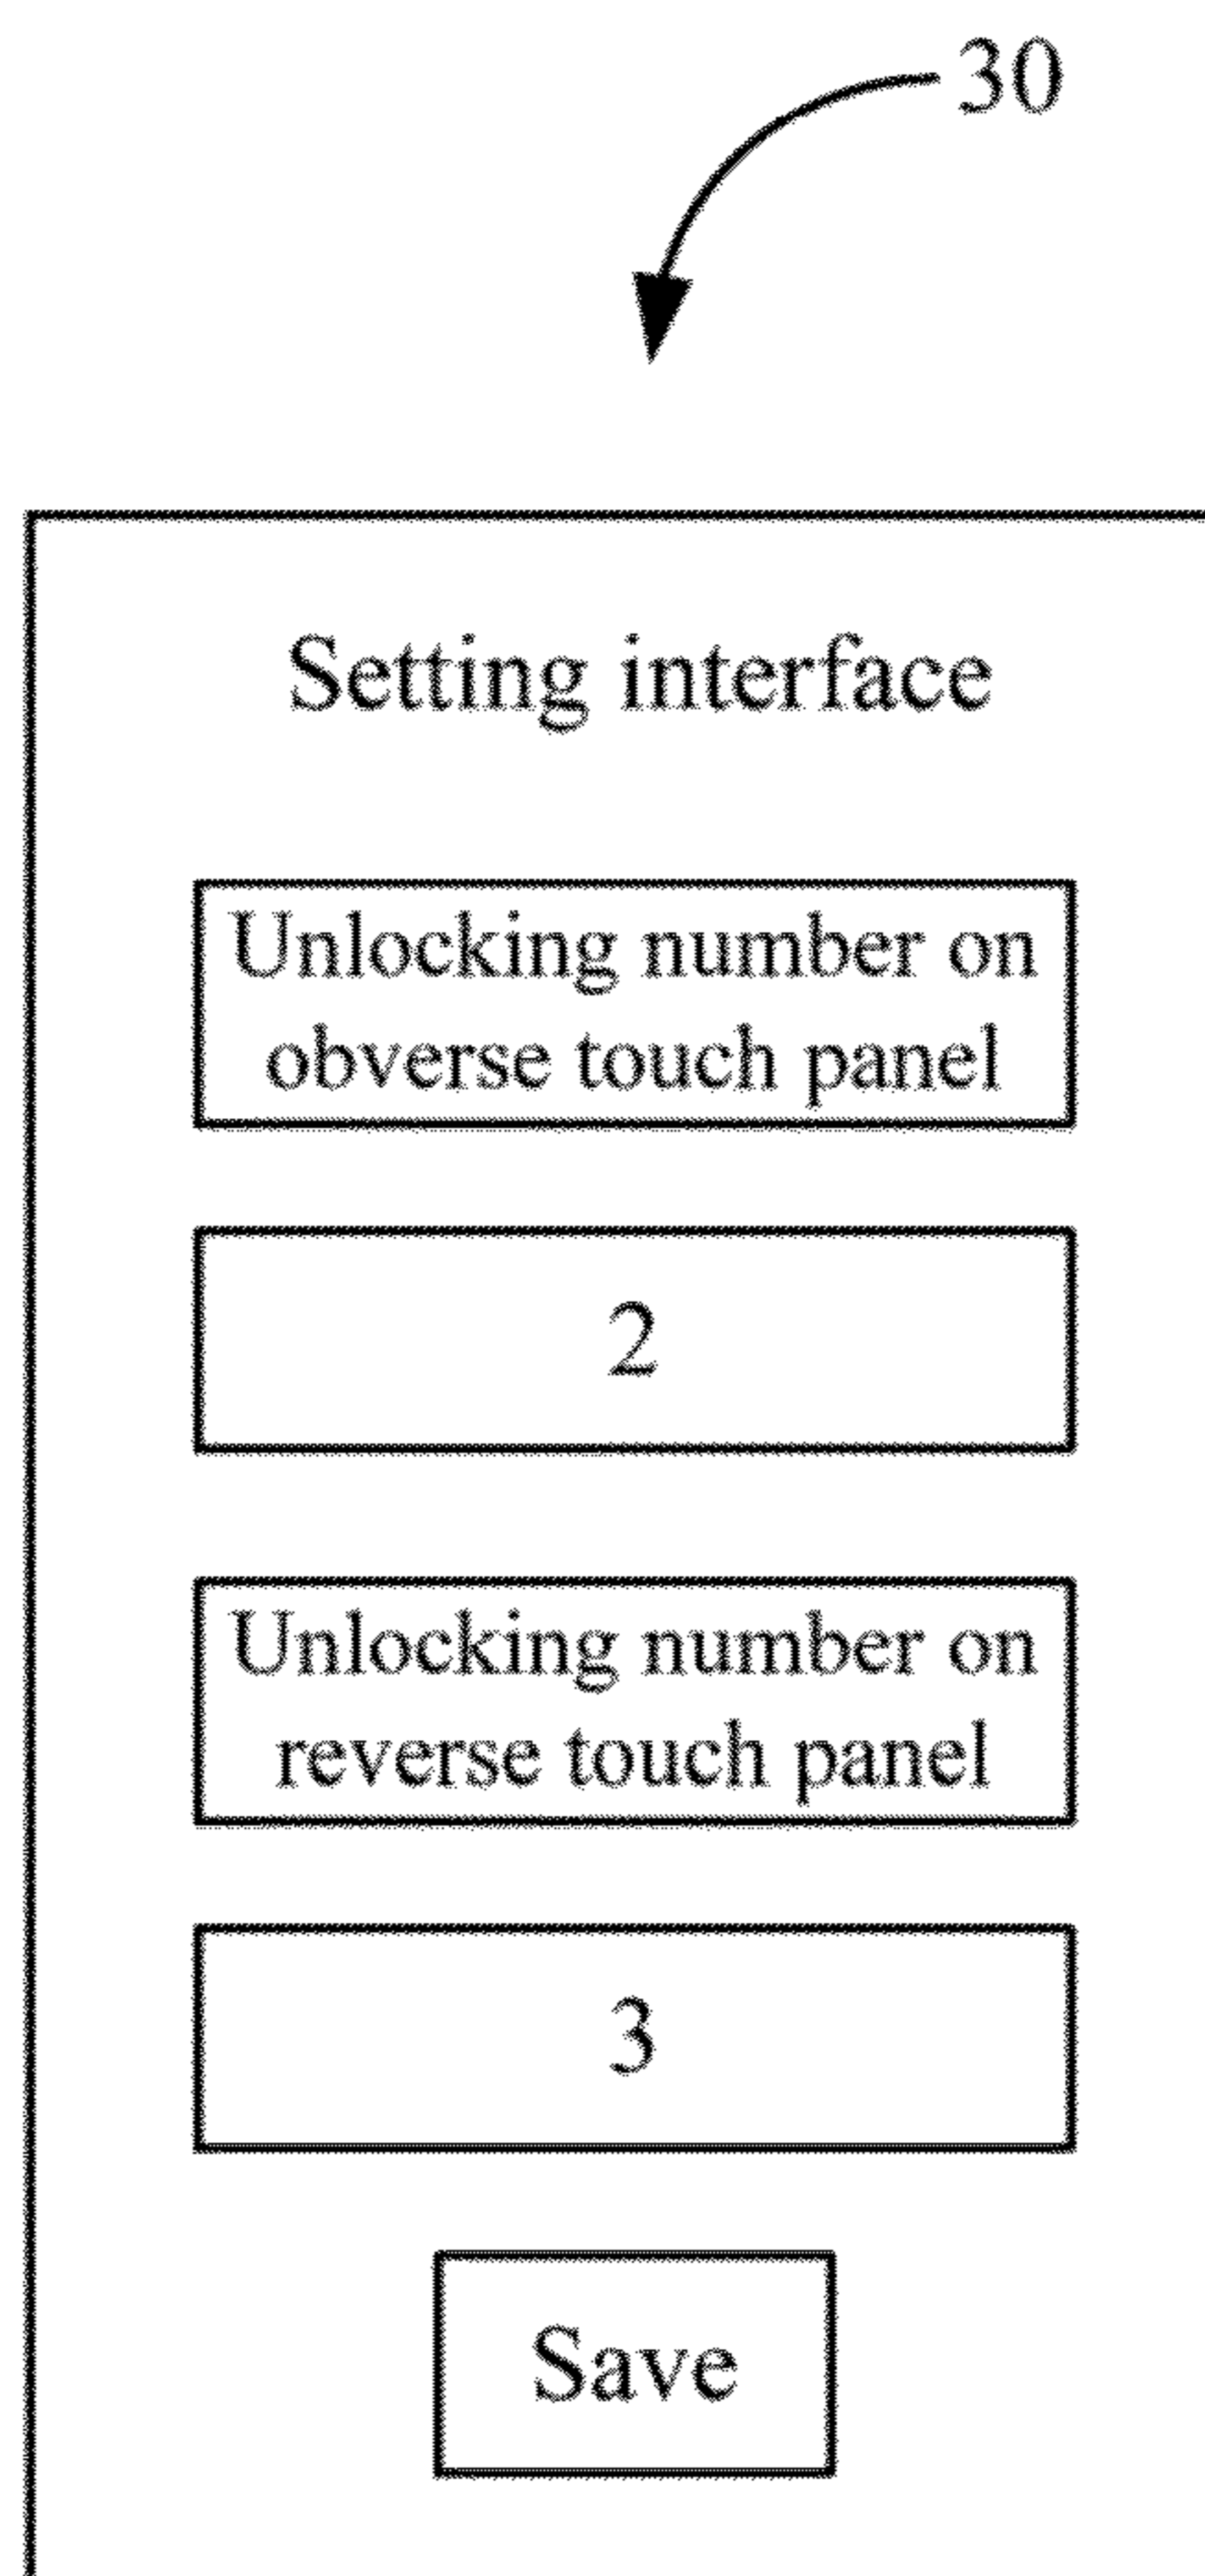 30
Setting interface
Unlocking number on
obverse touch panel
2
Unlocking number on
reverse touch panel
3
Save